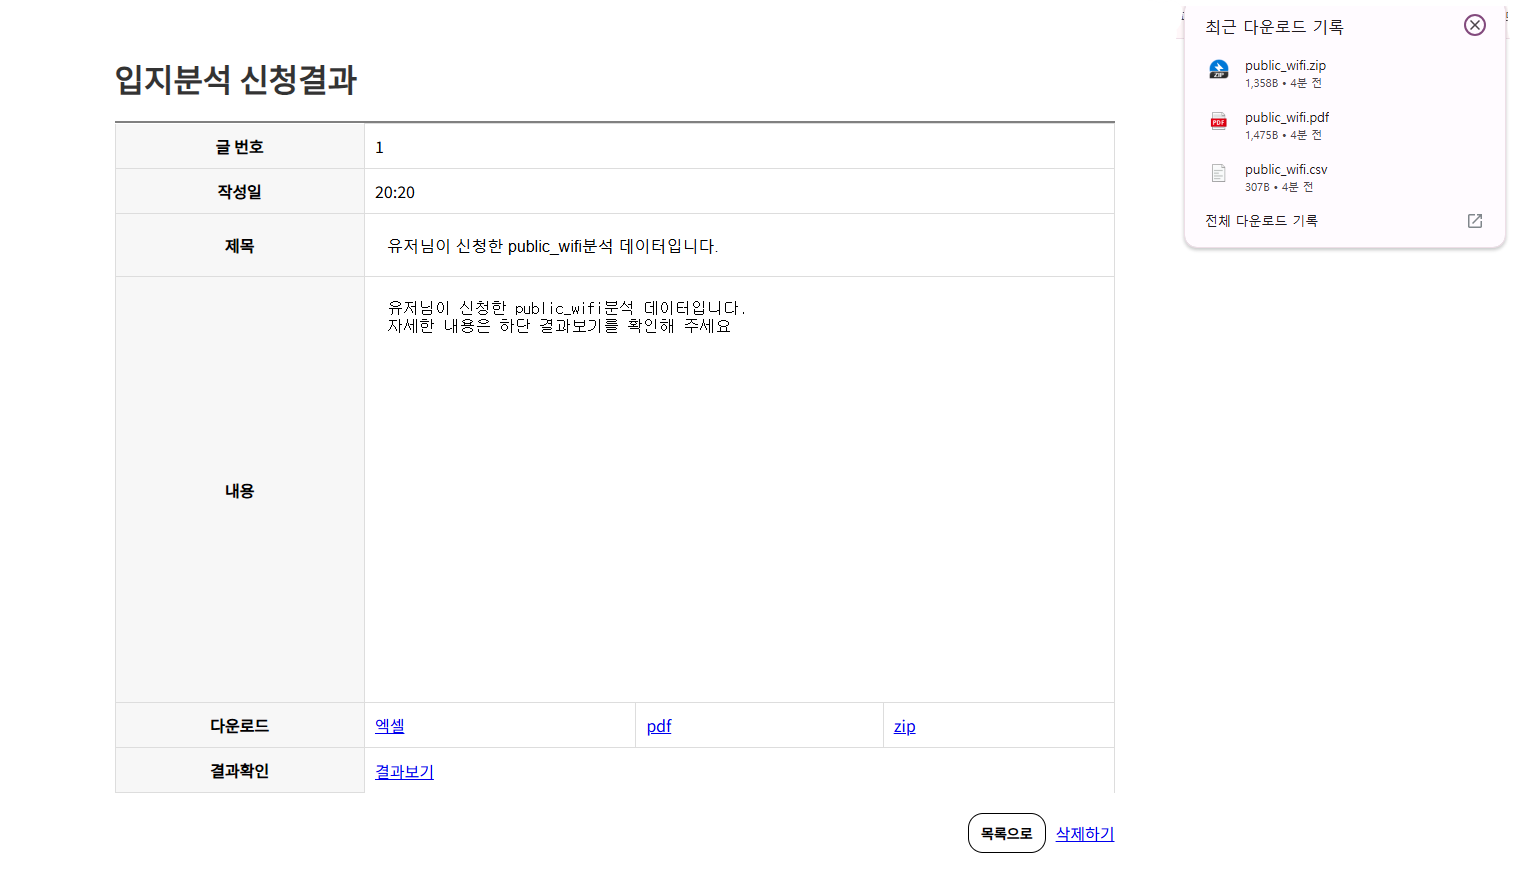 입지분석 신청결과
글 번호 1
작성일 20:20
제목 유저님이 신청한 public_wifi분석 데이터입니다.
내용
유저님이 신청한 public_wifi분석 데이터입니다.
자세한 내용은 하단 결과보기를 확인해 주세요
다운로드 엑셀 pdf zip
결과확인 결과보기
목록으로 삭제하기
최근 다운로드 기록
public_wifi.zip
1,358B • 4분 전
public_wifi.pdf
1,475B • 4분 전
public_wifi.csv
307B • 4분 전
전체 다운로드 기록